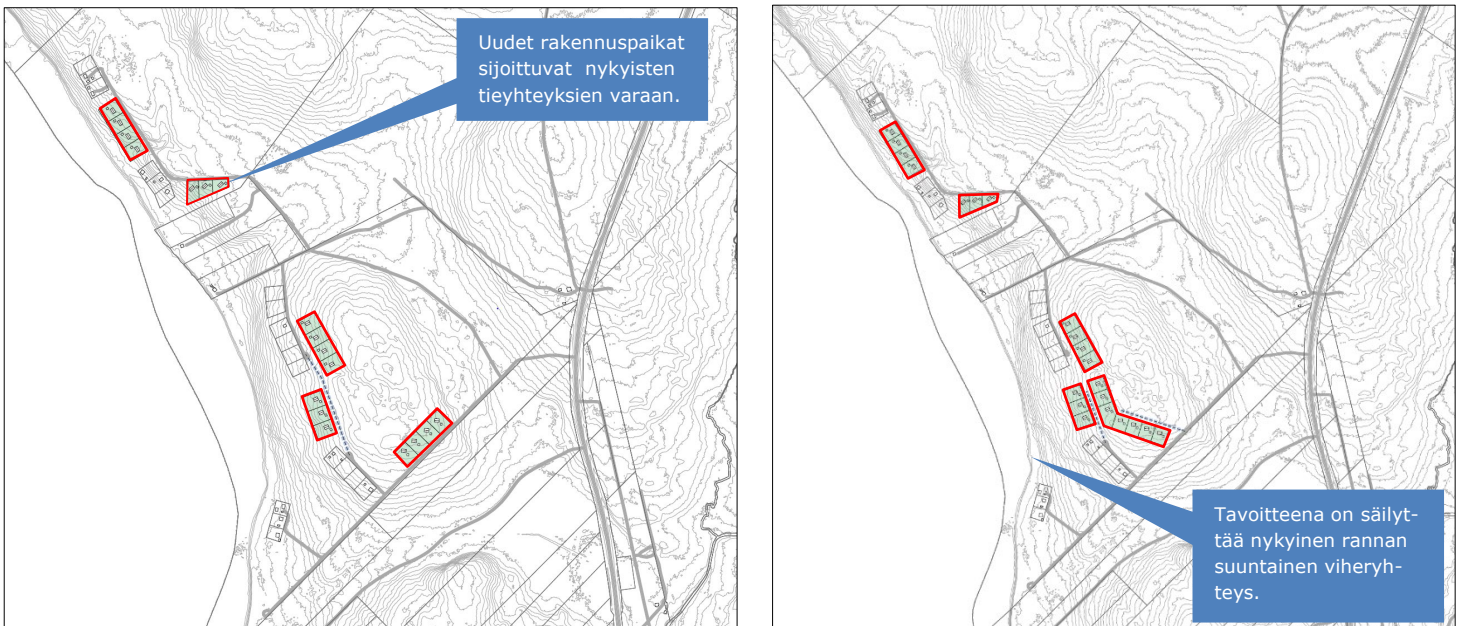 Uudet rakennuspaikat
sijoittuvat nykyisten
tieyhteyksien varaan.
Tavoitteena on säilyt-
tää nykyinen rannan
suuntainen viheryh-
teys.